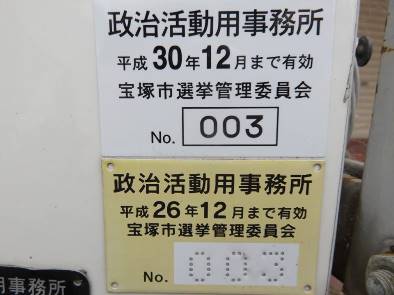 政治活動用事務所
平成30年12月まで有効
宝塚市選挙管理委員会
No. 003
政治活動用事務所
平成26年12月まで有効
宝塚市選挙管理委員会
No. 003
用事務所